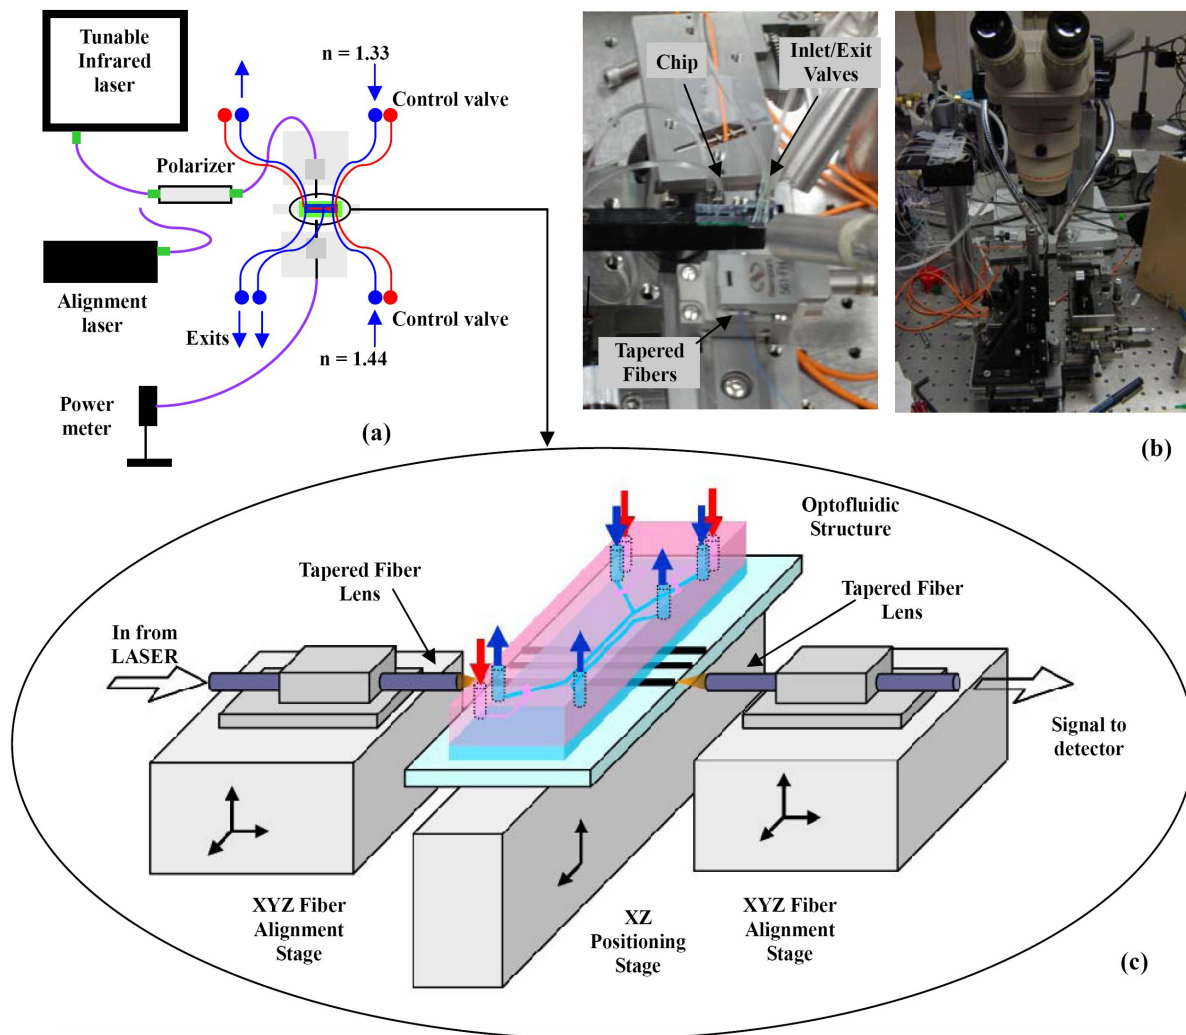 Tunable
Infrared
laser
n = 1.33
Control valve
Polarizer
Alignment
laser
Exits
Control valve
n = 1.44
Power
meter
(a)
Chip
Inlet/Exit
Valves
Tapered
Fibers
(b)
Optofluidic
Structure
Tapered Fiber
Lens
Tapered Fiber
Lens
In from
LASER
Signal to
detector
XYZ Fiber
Alignment
Stage
XZ
Positioning
Stage
XYZ Fiber
Alignment
Stage
(c)